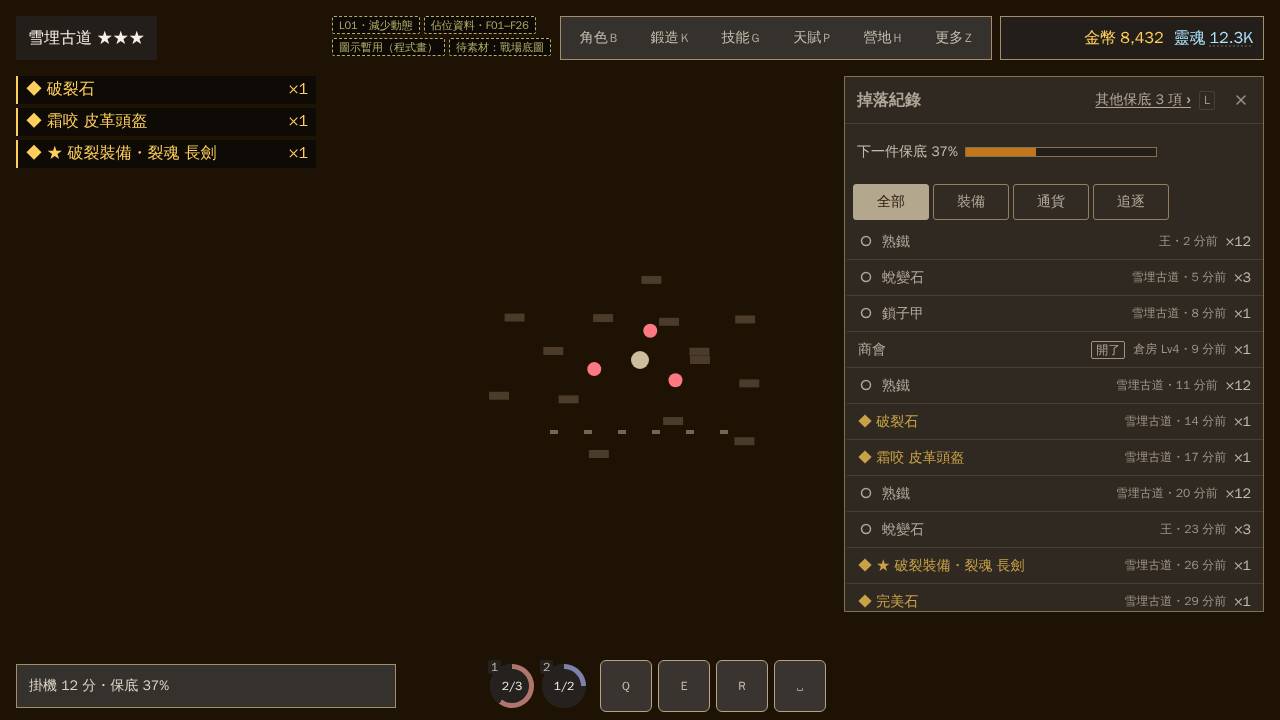 雪埋古道 ★★★
L01・減少動態 佔位資料・F01–F26
圖示暫用（程式畫） 待素材：戰場底圖
角色 B 鍛造 K 技能 G 天賦 P 營地 H 更多 Z
金幣 8,432 靈魂 12.3K
◆ 破裂石 ×1
◆ 霜咬 皮革頭盔 ×1
◆ ★ 破裂裝備・裂魂 長劍 ×1
掉落紀錄 其他保底 3 項 › L ×
下一件保底 37%
全部 裝備 通貨 追逐
熟鐵 王・2 分前 ×12
蛻變石 雪埋古道・5 分前 ×3
鎖子甲 雪埋古道・8 分前 ×1
商會 開了 倉房 Lv4・9 分前 ×1
熟鐵 雪埋古道・11 分前 ×12
◆ 破裂石 雪埋古道・14 分前 ×1
◆ 霜咬 皮革頭盔 雪埋古道・17 分前 ×1
熟鐵 雪埋古道・20 分前 ×12
蛻變石 王・23 分前 ×3
◆ ★ 破裂裝備・裂魂 長劍 雪埋古道・26 分前 ×1
◆ 完美石 雪埋古道・29 分前 ×1
掛機 12 分・保底 37%
1 2/3 2 1/2 Q E R ⎵